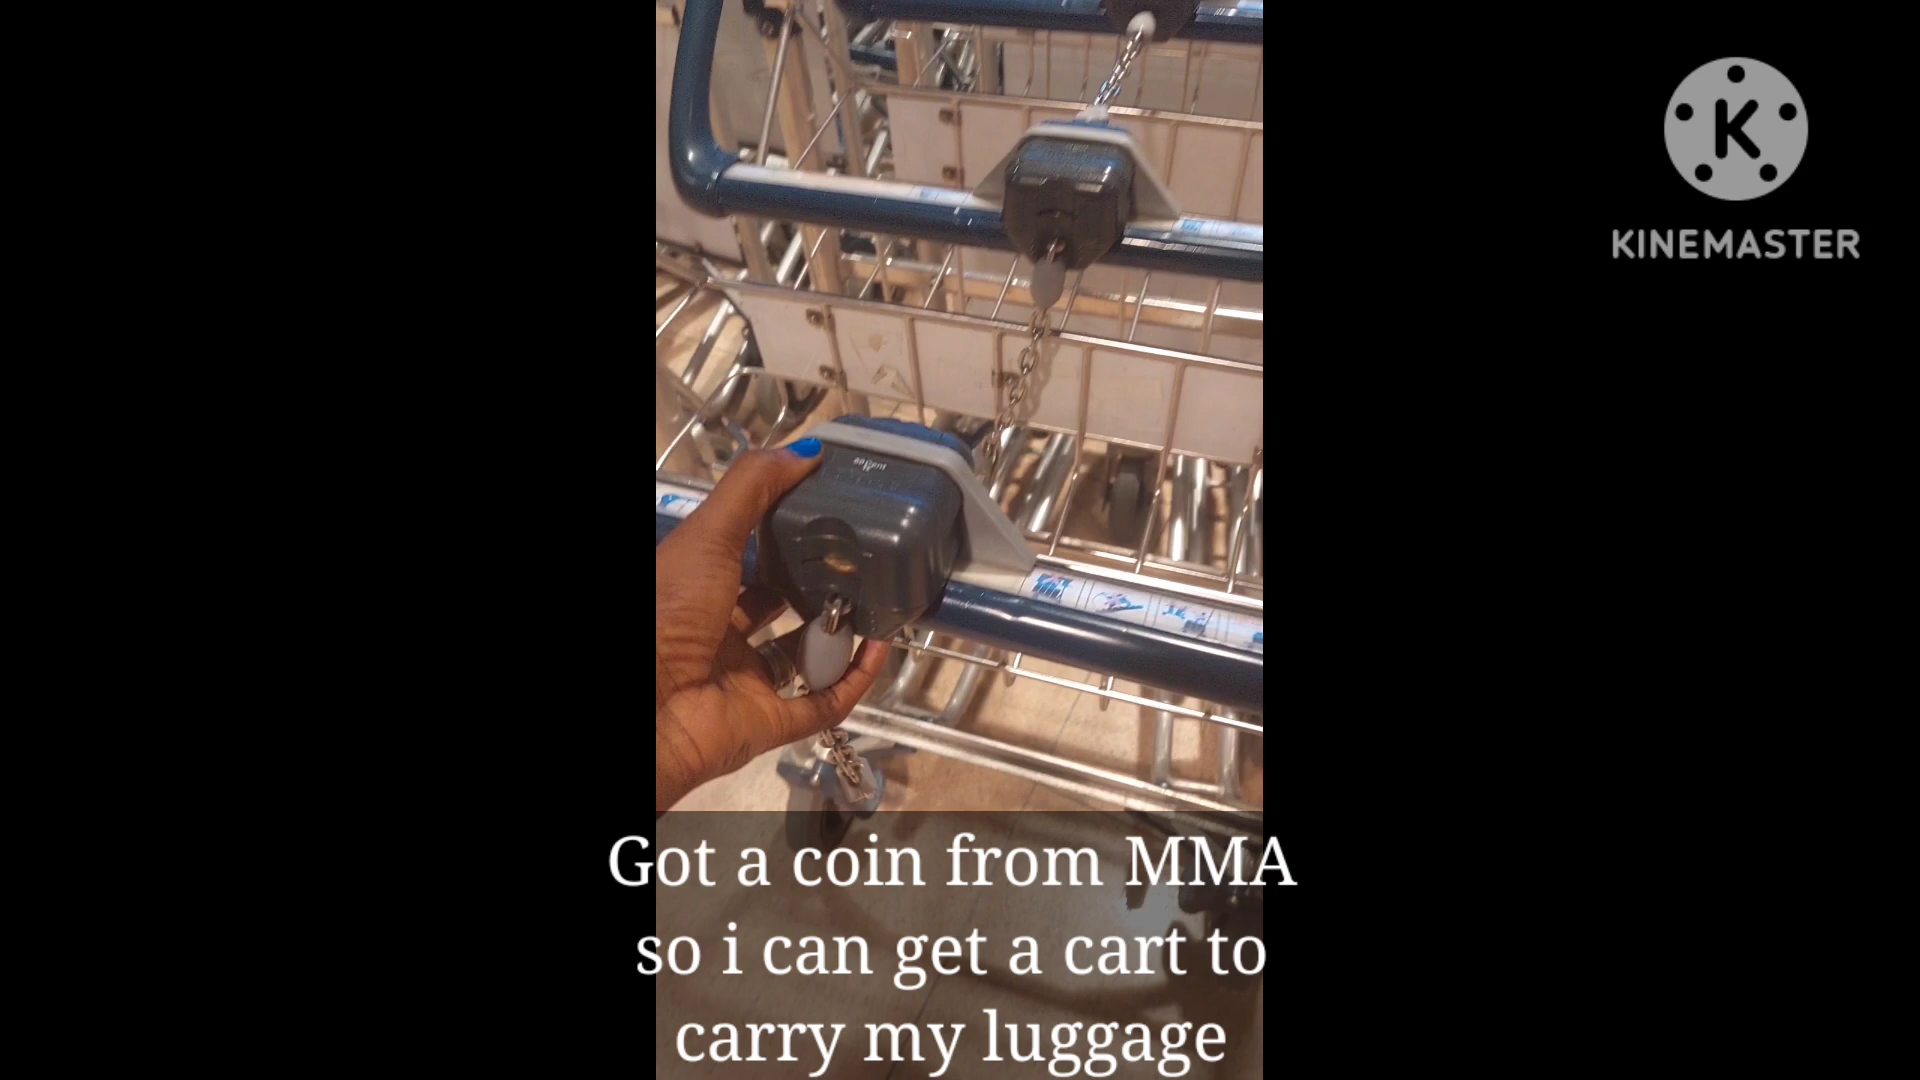 K
KINEMASTER
Got a coin from MMA
so i can get a cart to
carry my luggage